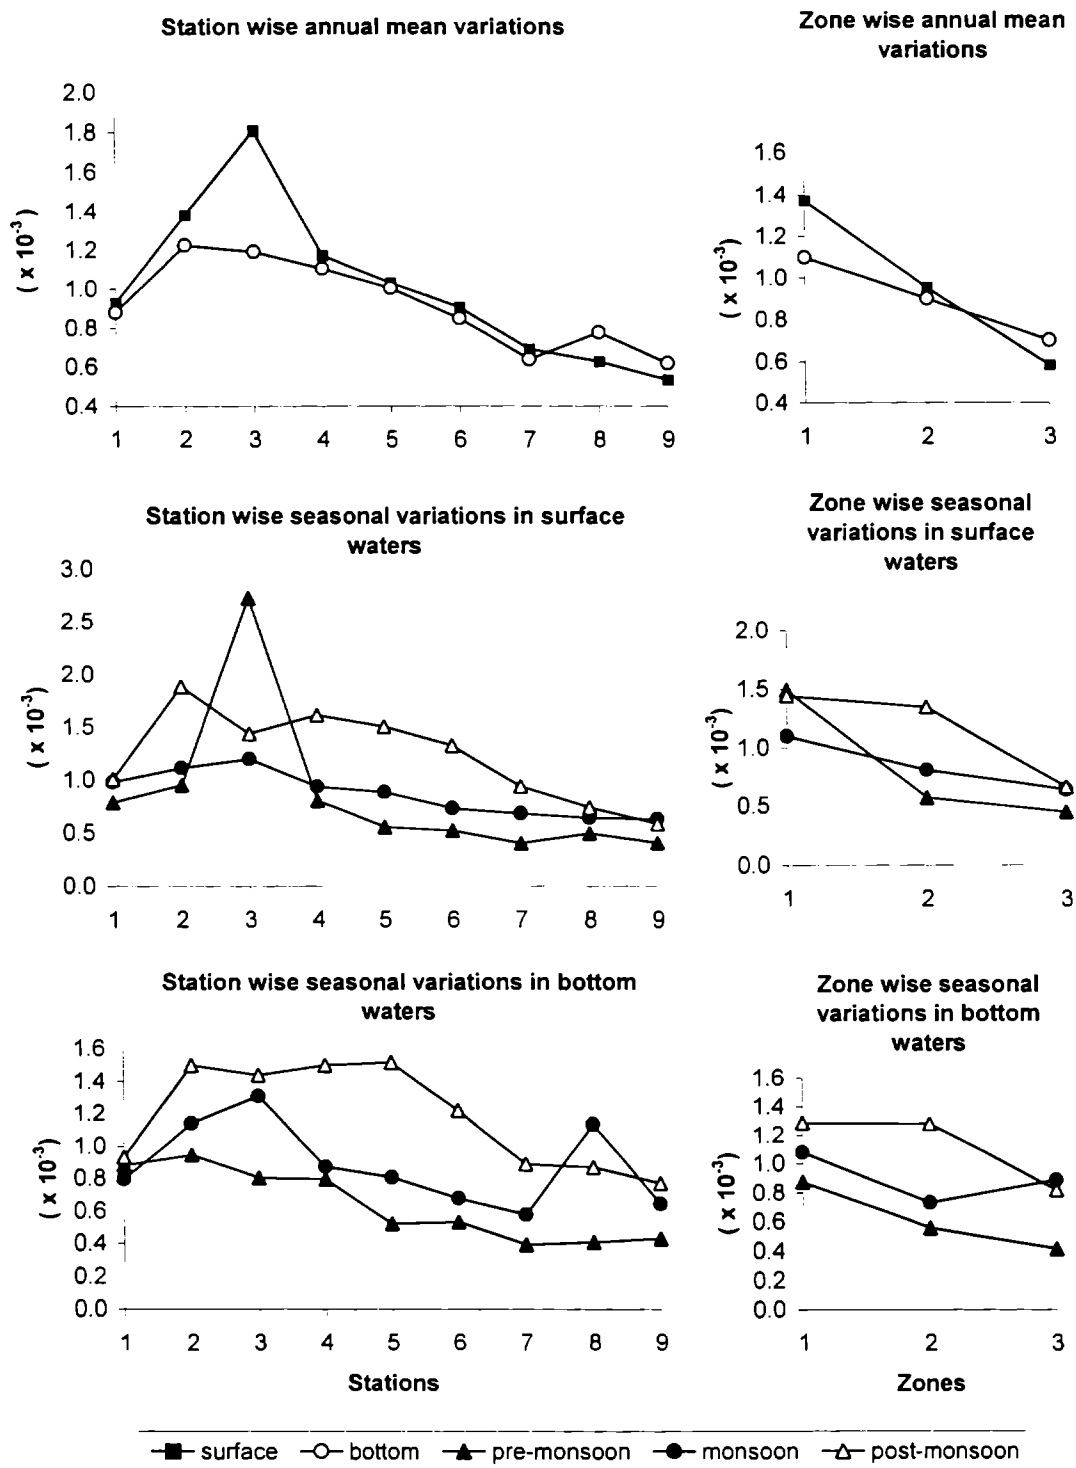 Station wise annual mean variations
( x 10⁻³)
2.0
1.8
1.6
1.4
1.2
1.0
0.8
0.6
0.4
1 2 3 4 5 6 7 8 9
Zone wise annual mean
variations
( x 10⁻³)
1.6
1.4
1.2
1.0
0.8
0.6
0.4
1 2 3
Station wise seasonal variations in surface
waters
( x 10⁻³)
3.0
2.5
2.0
1.5
1.0
0.5
0.0
1 2 3 4 5 6 7 8 9
Zone wise seasonal
variations in surface
waters
( x 10⁻³)
2.0
1.5
1.0
0.5
0.0
1 2 3
Station wise seasonal variations in bottom
waters
( x 10⁻³)
1.6
1.4
1.2
1.0
0.8
0.6
0.4
0.2
0.0
1 2 3 4 5 6 7 8 9
Stations
Zone wise seasonal
variations in bottom
waters
( x 10⁻³)
1.6
1.4
1.2
1.0
0.8
0.6
0.4
0.2
0.0
1 2 3
Zones
surface bottom pre-monsoon monsoon post-monsoon